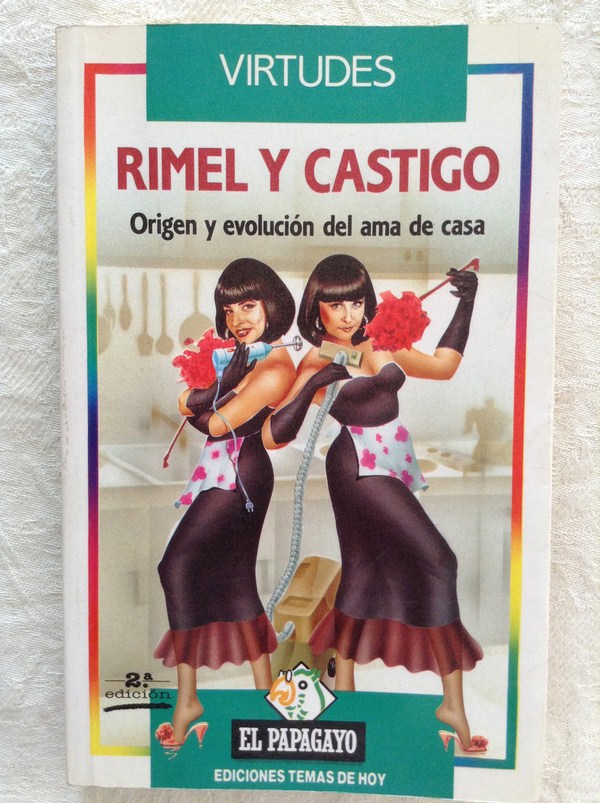 VIRTUDES
RIMEL Y CASTIGO
Origen y evolución del ama de casa
2.ª
edición
EL PAPAGAYO
EDICIONES TEMAS DE HOY